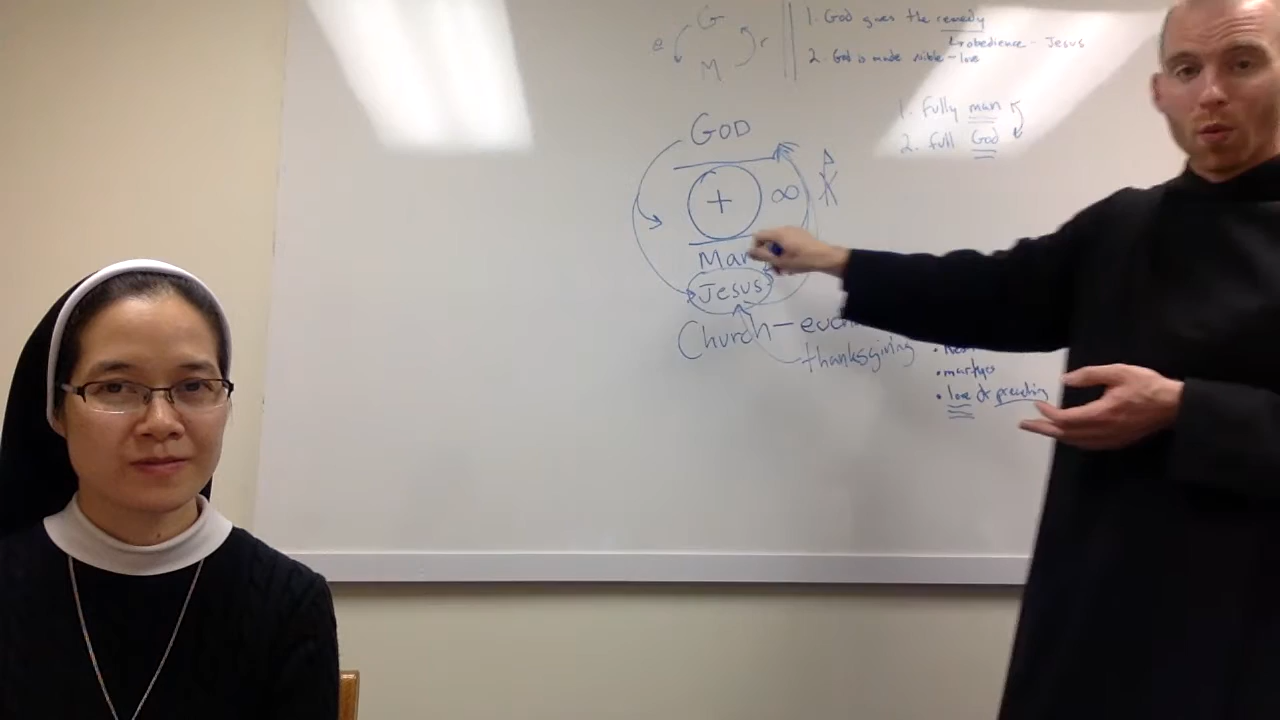 G
e r
M
1. God gives the remedy
obedience - Jesus
2. God is made visible - love
1. Fully man
2. full God
GOD
+ ∞
Man
Jesus
Church - euch
thanksgiving
• martyrs
• love & preaching